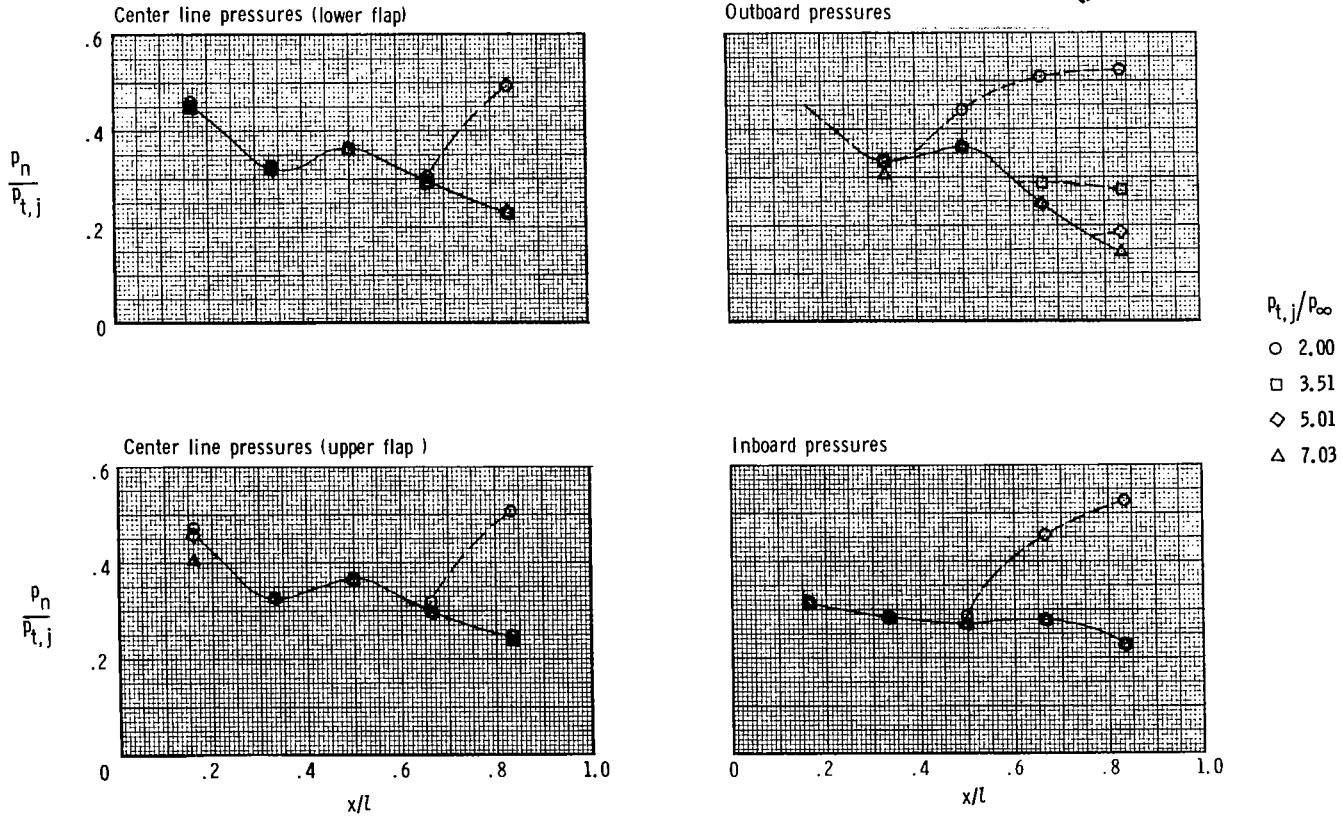 Center line pressures (lower flap)
Outboard pressures
.6
.4
.2
0
p_n
p_t,j
p_t,j/p_∞
○ 2.00
□ 3.51
◇ 5.01
△ 7.03
Center line pressures (upper flap )
Inboard pressures
.6
.4
.2
p_n
p_t,j
0 .2 .4 .6 .8 1.0
0 .2 .4 .6 .8 1.0
x/l
x/l